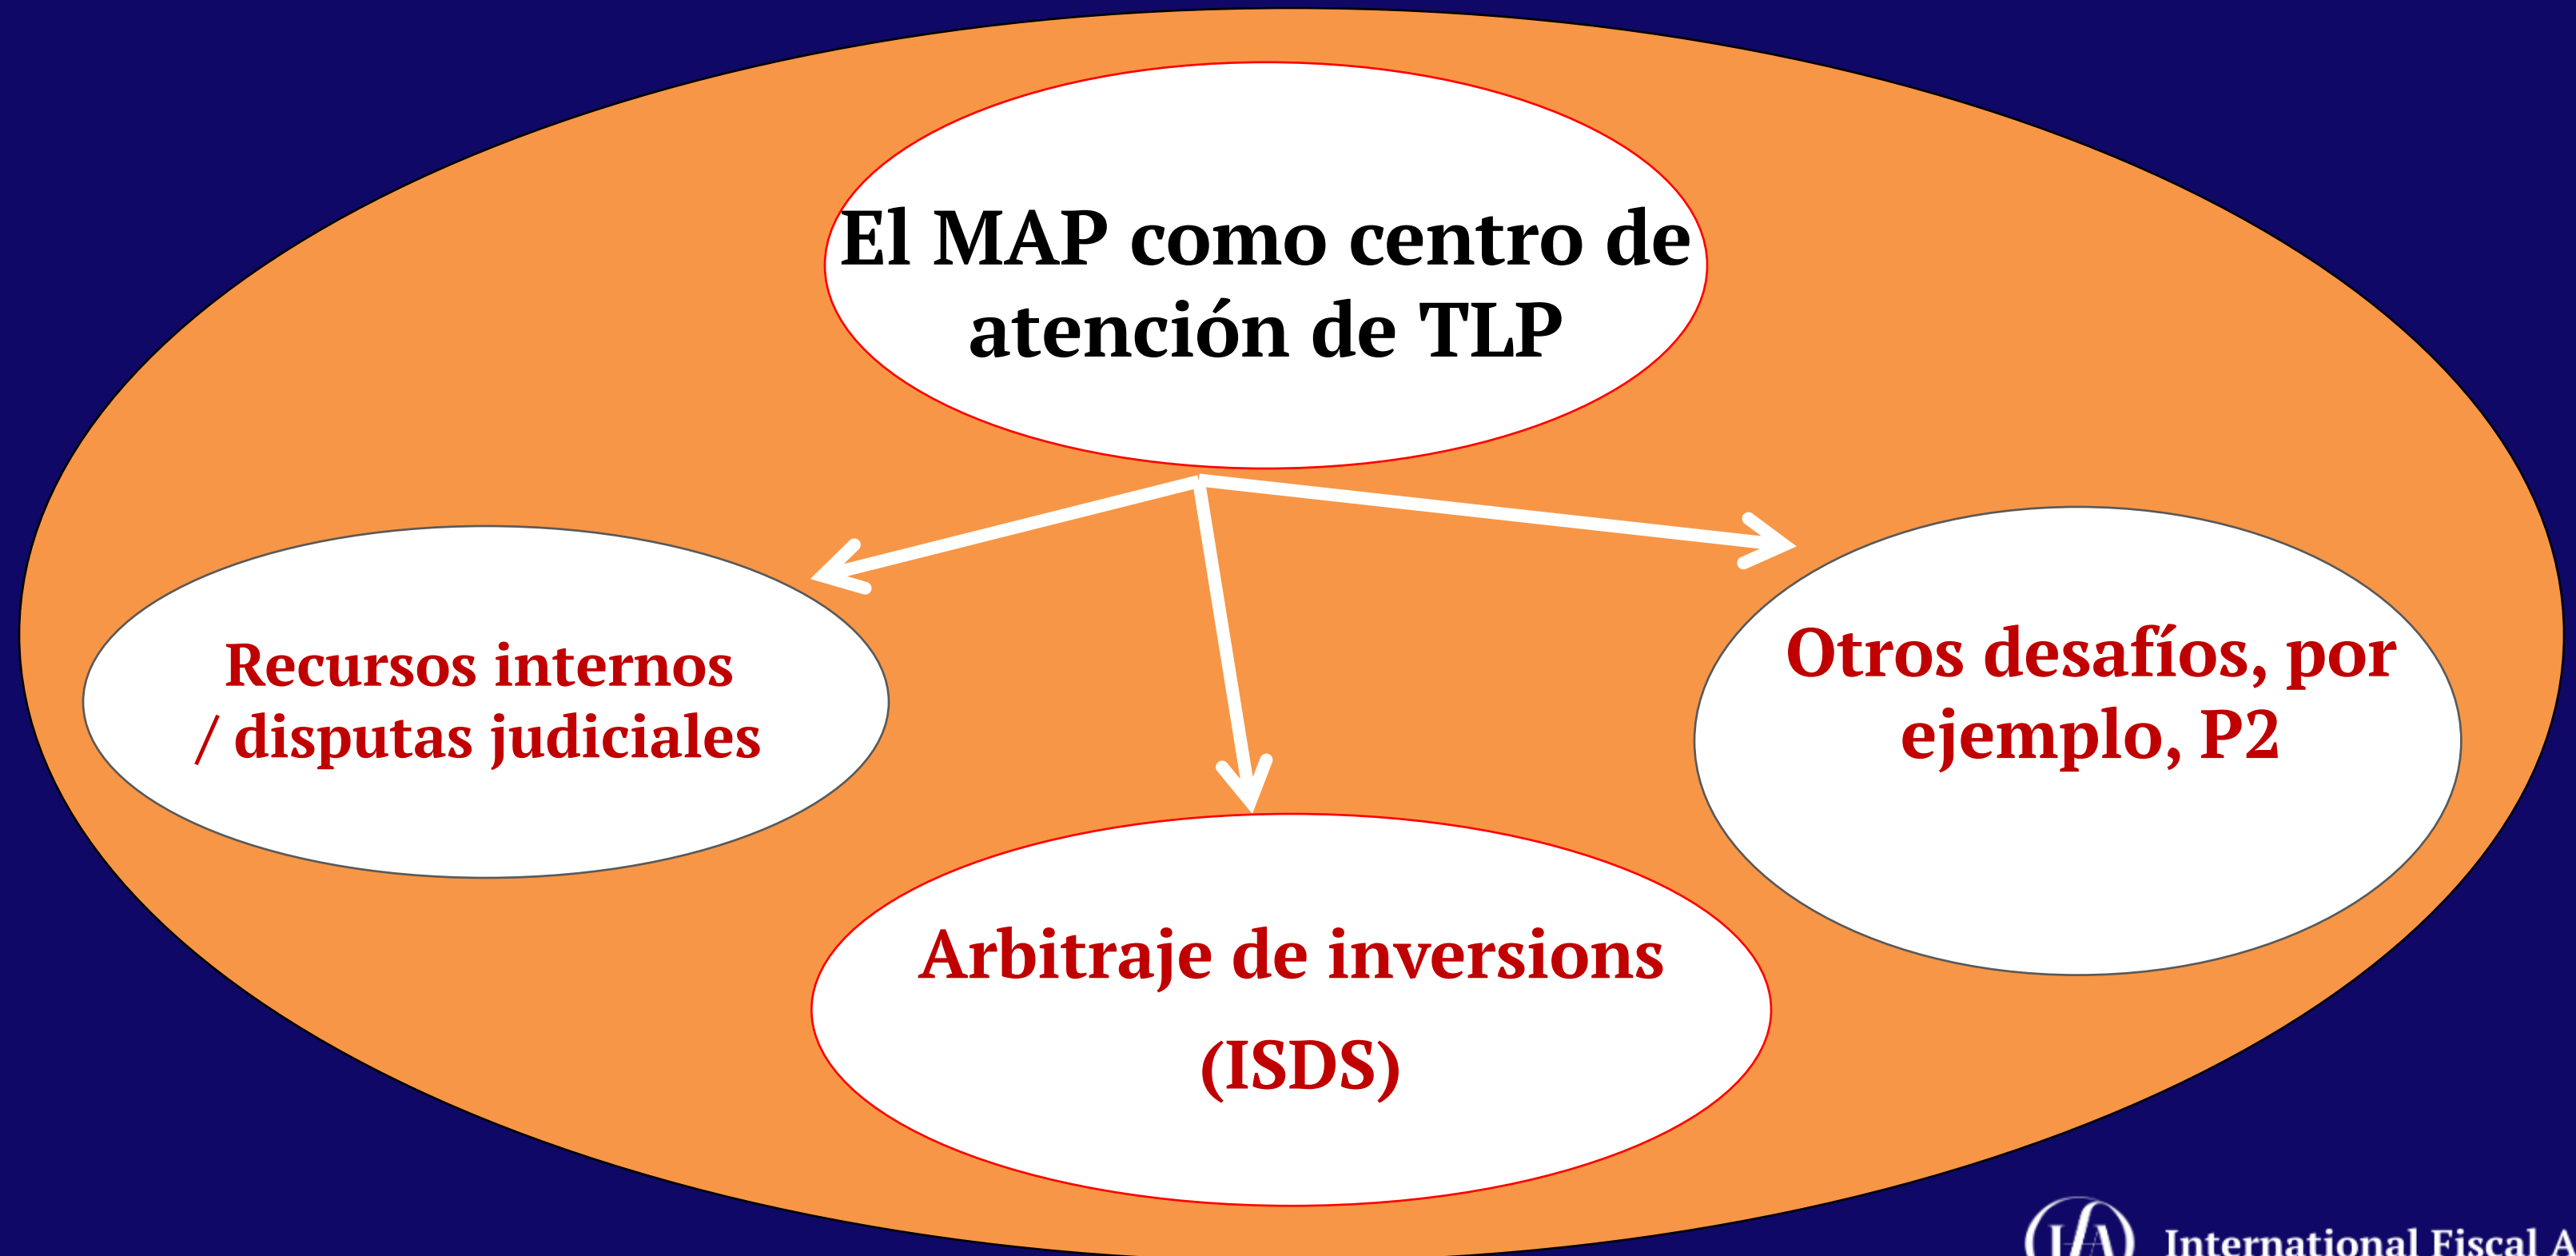 El MAP como centro de
atención de TLP
Recursos internos
/ disputas judiciales
Otros desafíos, por
ejemplo, P2
Arbitraje de inversions
(ISDS)
International Fiscal A